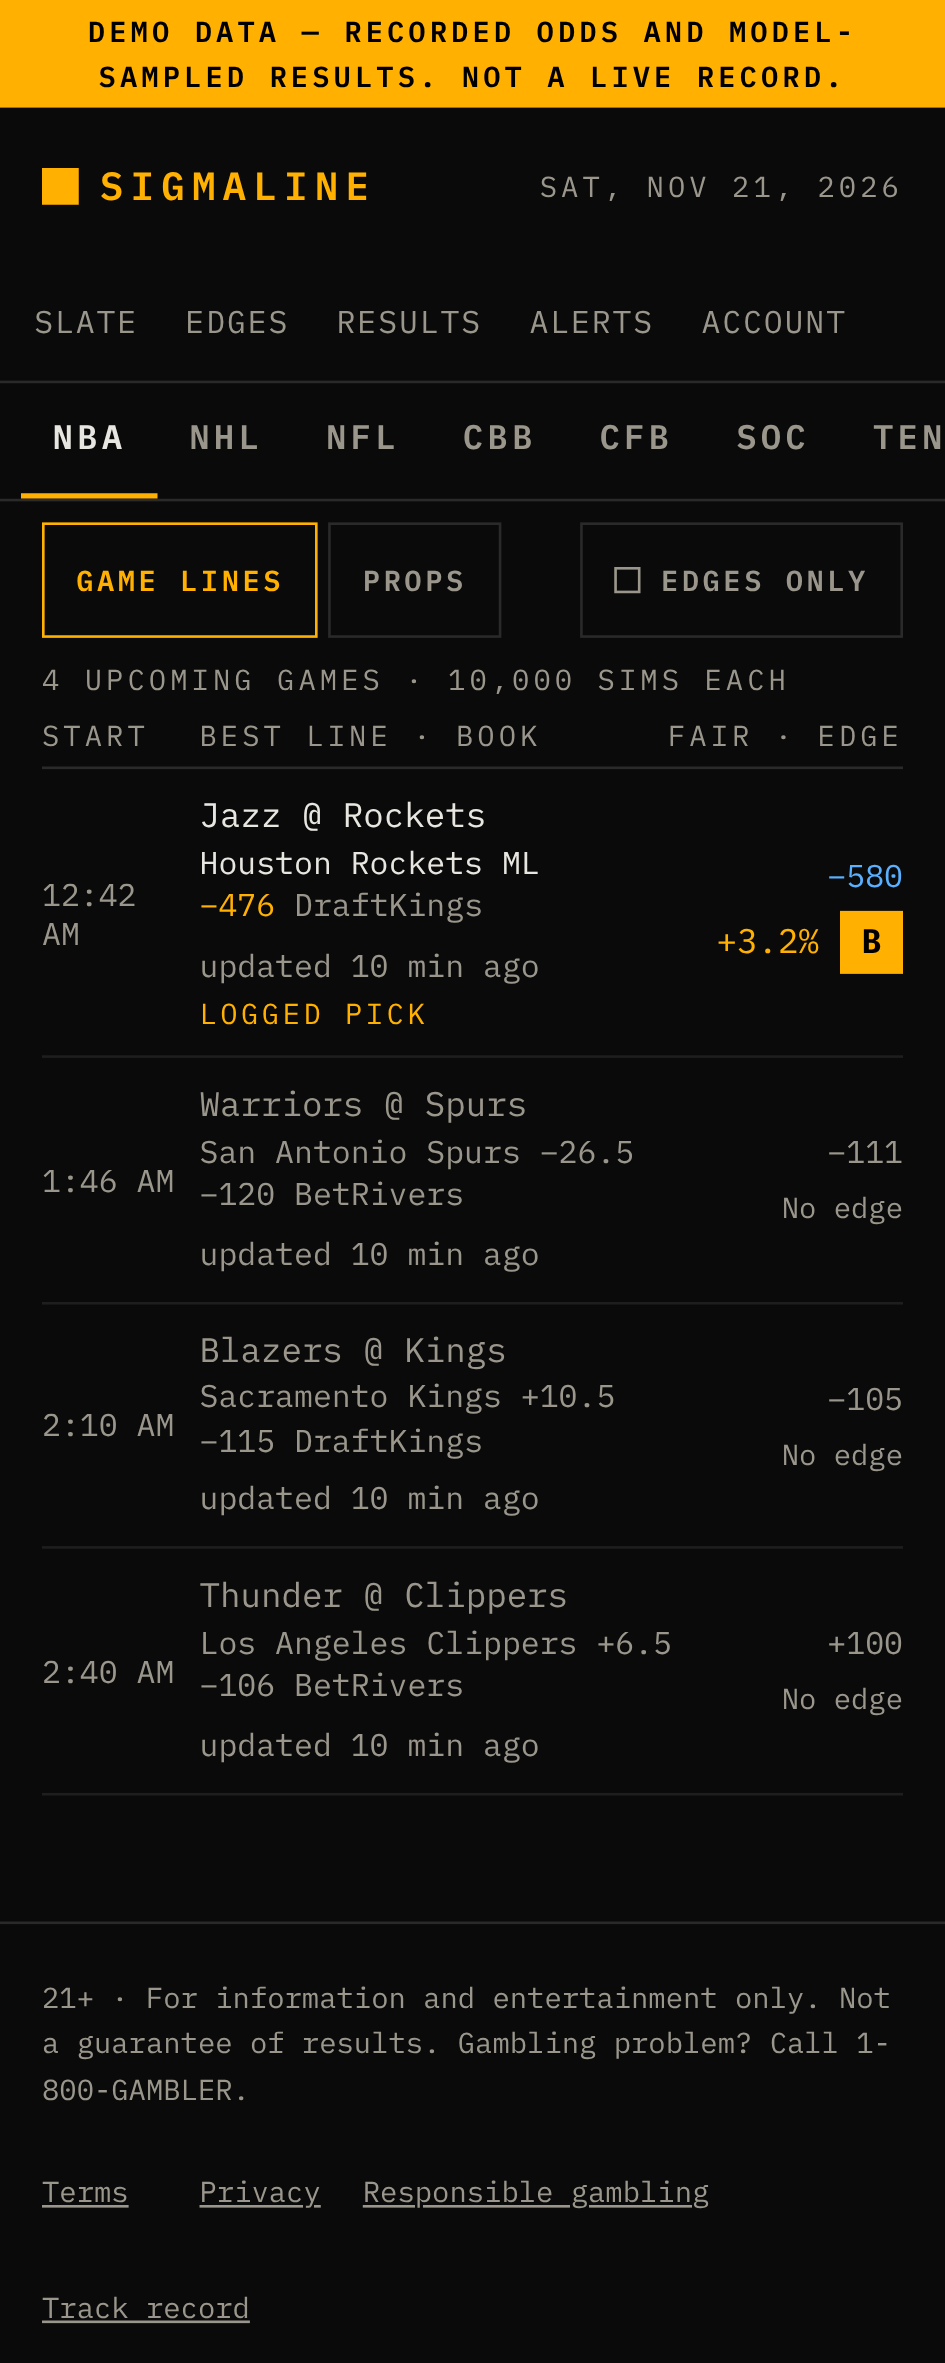 DEMO DATA — RECORDED ODDS AND MODEL-
SAMPLED RESULTS. NOT A LIVE RECORD.
SIGMALINE
SAT, NOV 21, 2026
SLATE EDGES RESULTS ALERTS ACCOUNT
NBA NHL NFL CBB CFB SOC TEN
GAME LINES PROPS EDGES ONLY
4 UPCOMING GAMES · 10,000 SIMS EACH
START BEST LINE · BOOK FAIR · EDGE
12:42
AM
Jazz @ Rockets
Houston Rockets ML
−476 DraftKings
updated 10 min ago
LOGGED PICK
−580
+3.2% B
1:46 AM
Warriors @ Spurs
San Antonio Spurs −26.5
−120 BetRivers
updated 10 min ago
−111
No edge
2:10 AM
Blazers @ Kings
Sacramento Kings +10.5
−115 DraftKings
updated 10 min ago
−105
No edge
2:40 AM
Thunder @ Clippers
Los Angeles Clippers +6.5
−106 BetRivers
updated 10 min ago
+100
No edge
21+ · For information and entertainment only. Not
a guarantee of results. Gambling problem? Call 1-
800-GAMBLER.
Terms Privacy Responsible gambling
Track record